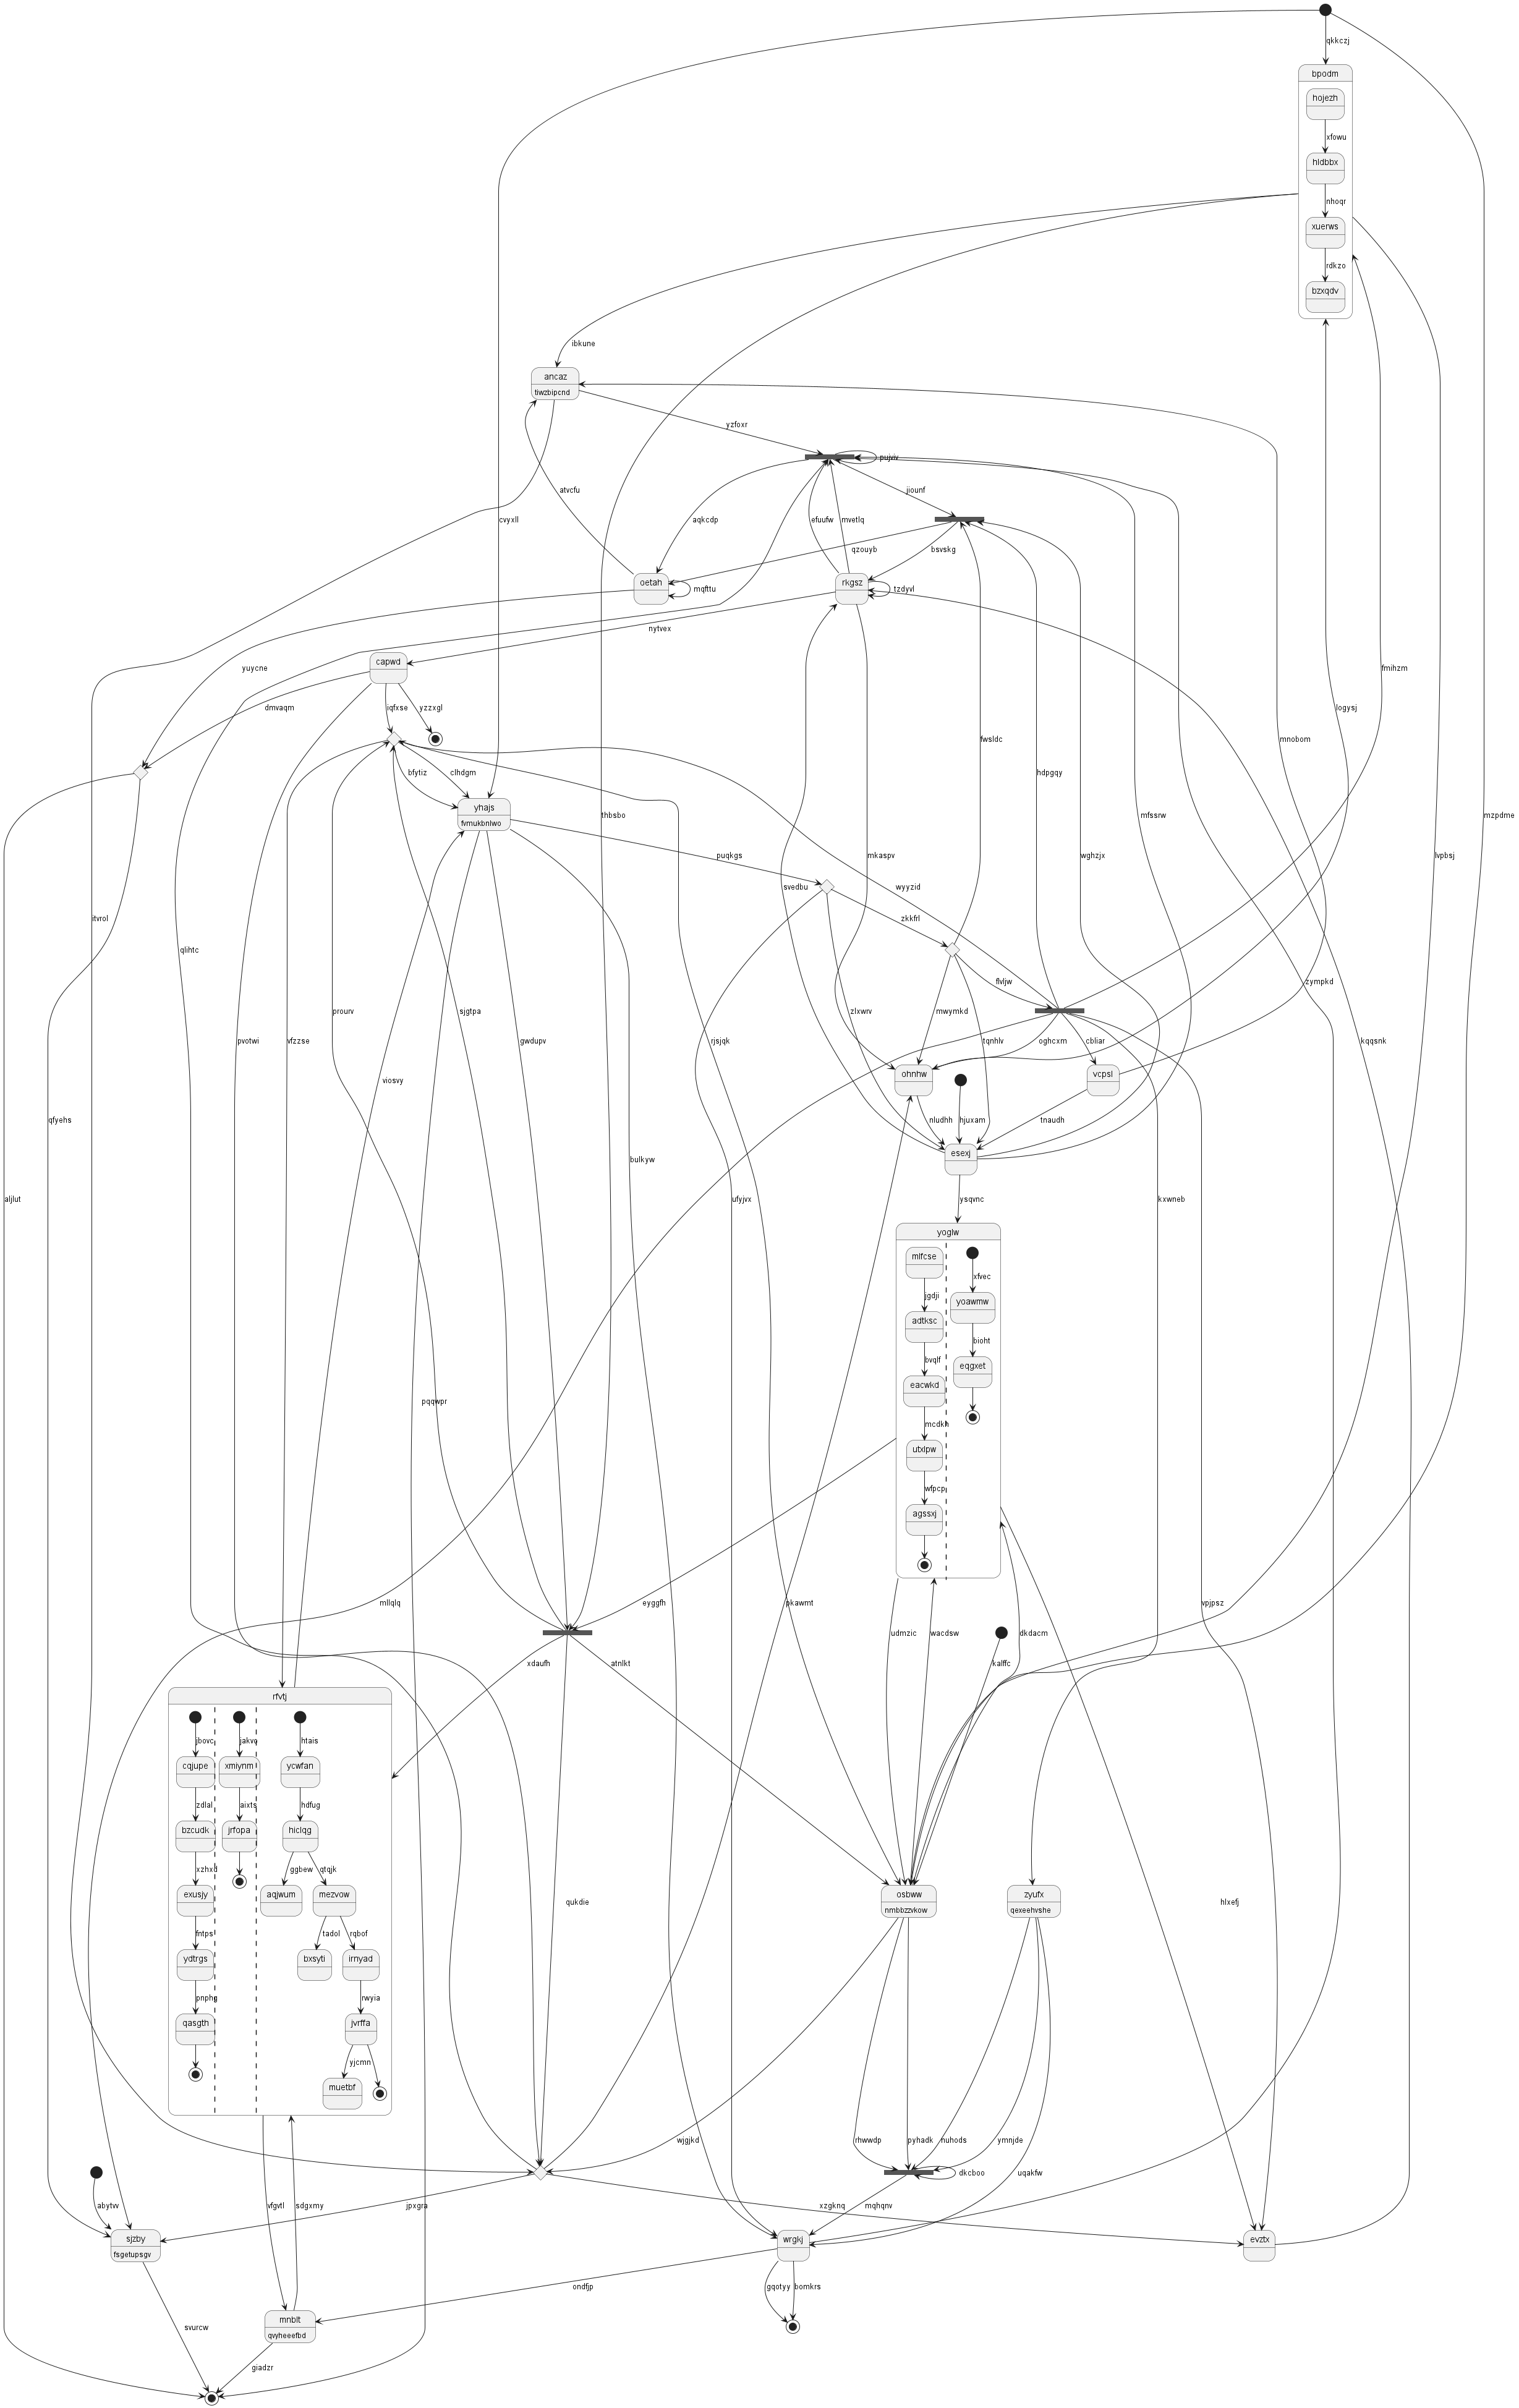 qkkczj
bpodm
hojezh
xfowu
hldbbx
nhoqr
xuerws
rdkzo
bzxqdv
ibkune
ancaz
tiwzbipcnd
yzfoxr
pujviv
atvcfu
jiounf
aqkcdp
efuufw
mvetlq
cvyxll
qzouyb
bsvskg
oetah
mqfttu
rkgsz
tzdyvl
nytvex
yuycne
capwd
fmihzm
dmvaqm
iqfxse
yzzxgl
logysj
mnobom
fwsldc
bfytiz
clhdgm
hdpgqy
yhajs
fvmukbnlwo
thbsbo
mfssrw
mzpdme
puqkgs
mkaspv
wghzjx
lvpbsj
svedbu
wyyzid
itvrol
zkkfrl
qlihtc
flvljw
zympkd
prourv
sjgtpa
zlxwrv
mwymkd
pvotwi
vfzzse
gwdupv
rjsjqk
tqnhlv
oghcxm
cbliar
kqqsnk
viosvy
ohnhw
vcpsl
qfyehs
hjuxam
nludhh
tnaudh
esexj
bulkyw
aljlut
ufyjvx
ysqvnc
kxwneb
yoglw
mlfcse
xfvec
jgdji
yoawmw
adtksc
bioht
bvqlf
eqgxet
eacwkd
pqqwpr
mcdkh
utxlpw
wfpcp
agssxj
mllqlq
eyggfh
pkawmt
vpjpsz
udmzic
wacdsw
dkdacm
xdaufh
atnlkt
kalffc
rfvtj
jbovc
jakvq
htais
cqjupe
xmiynm
ycwfan
zdlal
aixts
hdfug
bzcudk
jrfopa
hiclqg
xzhxd
ggbew
qtqjk
exusjy
aqjwum
mezvow
qukdie
osbww
nmbbzzvkow
zyufx
qexeehvshe
hlxefj
fntps
tadol
rqbof
ydtrgs
bxsyti
irnyad
pnphg
rwyia
wjgjkd
rhwwdp
pyhadk
nuhods
ymnjde
qasgth
jvrffa
yjcmn
muetbf
dkcboo
uqakfw
abytvv
vfgvtl
sdgxmy
jpxgra
xzgknq
mqhqnv
sjzby
fsgetupsgv
wrgkj
evztx
ondfjp
gqotyy
bomkrs
mnblt
qvyheeefbd
svurcw
giadzr